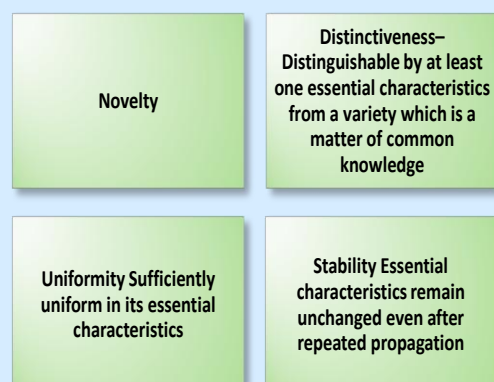 Novelty
Distinctiveness–
Distinguishable by at least
one essential characteristics
from a variety which is a
matter of common
knowledge
Uniformity Sufficiently
uniform in its essential
characteristics
Stability Essential
characteristics remain
unchanged even after
repeated propagation